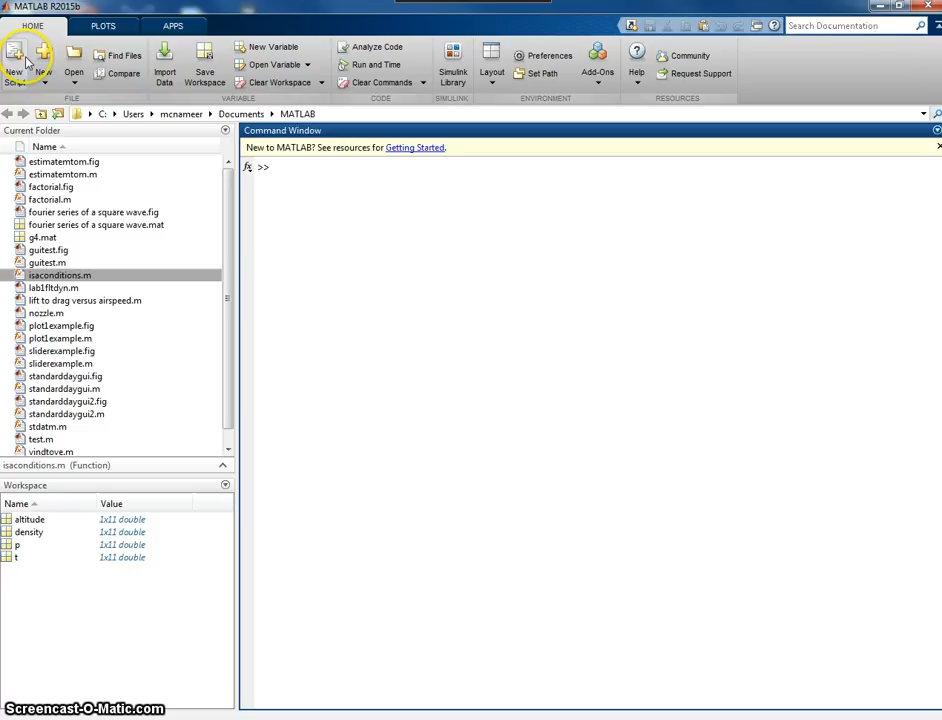 MATLAB R2015b
HOME PLOTS APPS
Search Documentation
New Script
New
Open
Find Files
Compare
Import Data
Save Workspace
New Variable
Open Variable
Clear Workspace
Analyze Code
Run and Time
Clear Commands
Simulink Library
Layout
Preferences
Set Path
Add-Ons
Help
Community
Request Support
FILE VARIABLE CODE SIMULINK ENVIRONMENT RESOURCES
C: Users mcnameer Documents MATLAB
Current Folder
Name
estimatemtom.fig
estimatemtom.m
factorial.fig
factorial.m
fourier series of a square wave.fig
fourier series of a square wave.mat
g4.mat
guitest.fig
guitest.m
isaconditions.m
lab1fltdyn.m
lift to drag versus airspeed.m
nozzle.m
plot1example.fig
plot1example.m
sliderexample.fig
sliderexample.m
standarddaygui.fig
standarddaygui.m
standarddaygui2.fig
standarddaygui2.m
stdatm.m
test.m
vindtove.m
isaconditions.m (Function)
Workspace
Name Value
altitude 1x11 double
density 1x11 double
p 1x11 double
t 1x11 double
Command Window
New to MATLAB? See resources for Getting Started.
fx >>
Screencast-O-Matic.com